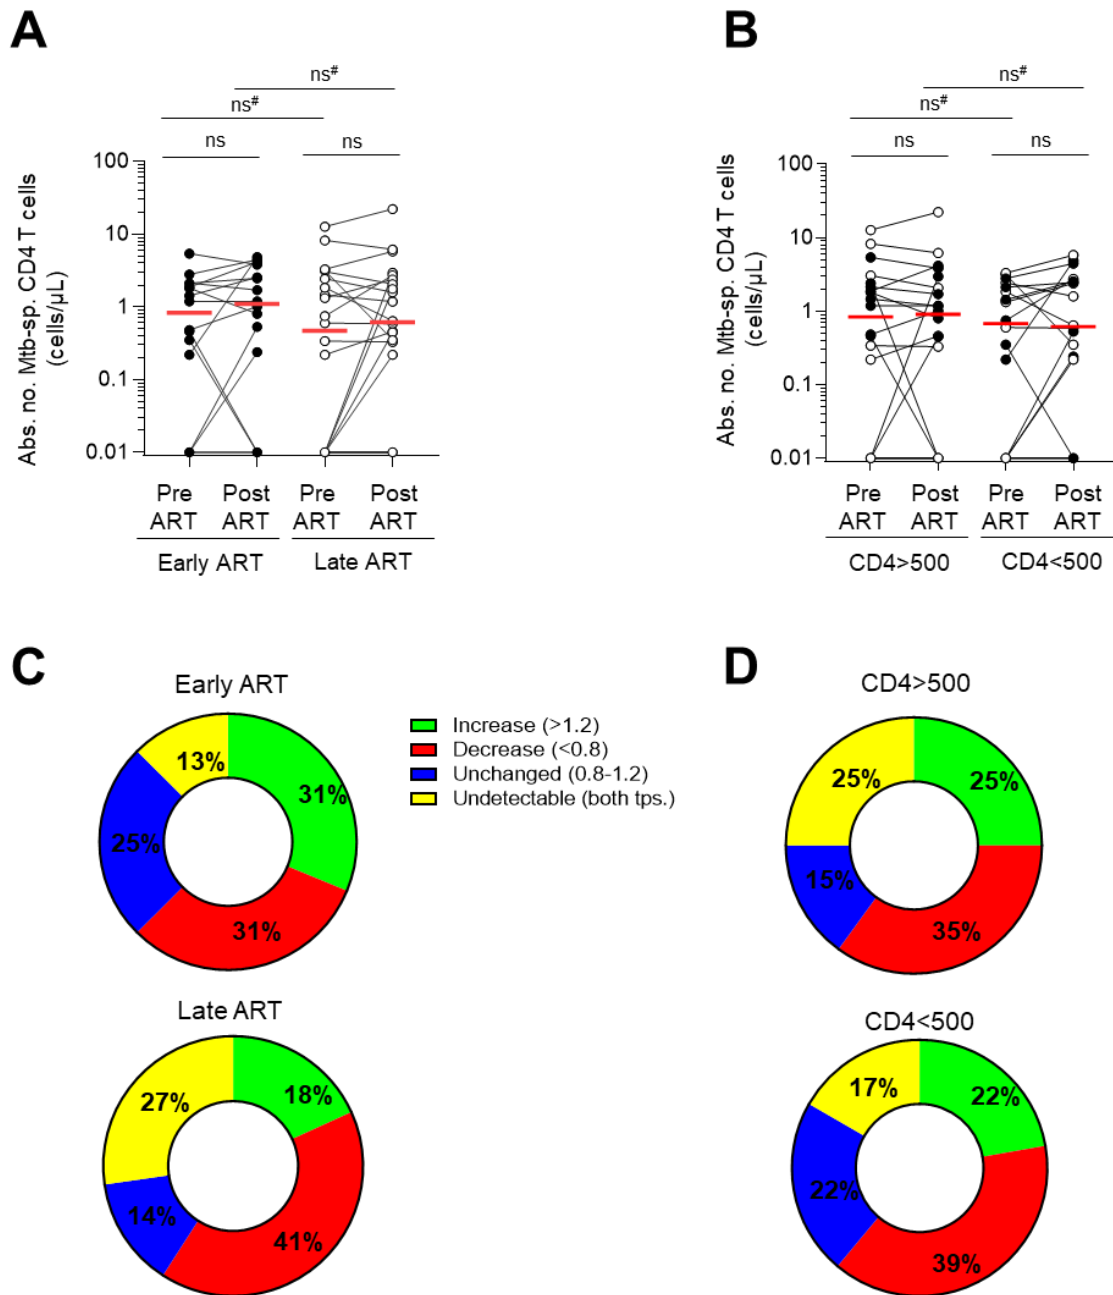 A
B
ns#
ns#
ns
ns
Abs. no. Mtb-sp. CD4 T cells
(cells/µL)
100
10
1
0.1
0.01
Pre
ART
Post
ART
Pre
ART
Post
ART
Early ART
Late ART
ns#
ns#
ns
ns
Abs. no. Mtb-sp. CD4 T cells
(cells/µL)
100
10
1
0.1
0.01
Pre
ART
Post
ART
Pre
ART
Post
ART
CD4>500
CD4<500
C
Early ART
13%
31%
25%
31%
Increase (>1.2)
Decrease (<0.8)
Unchanged (0.8-1.2)
Undetectable (both tps.)
Late ART
27%
18%
14%
41%
D
CD4>500
25%
25%
15%
35%
CD4<500
17%
22%
22%
39%